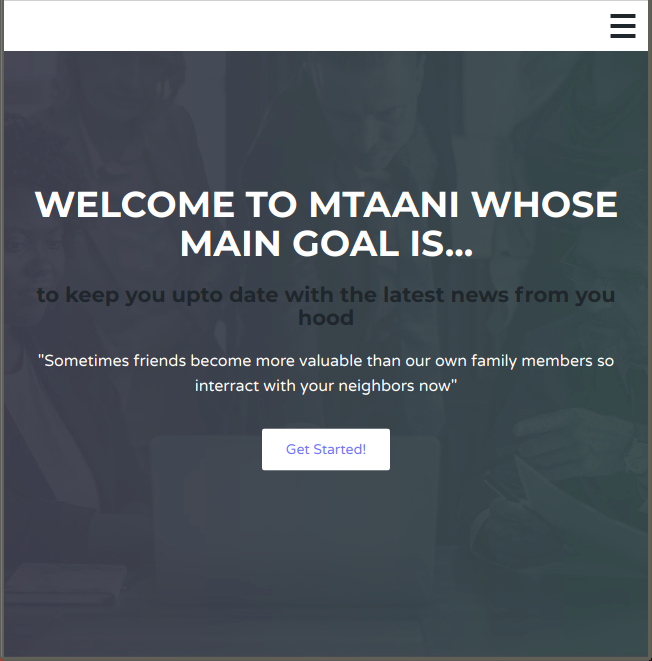 WELCOME TO MTAANI WHOSE
MAIN GOAL IS...
to keep you upto date with the latest news from you
hood
"Sometimes friends become more valuable than our own family members so
interract with your neighbors now"
Get Started!